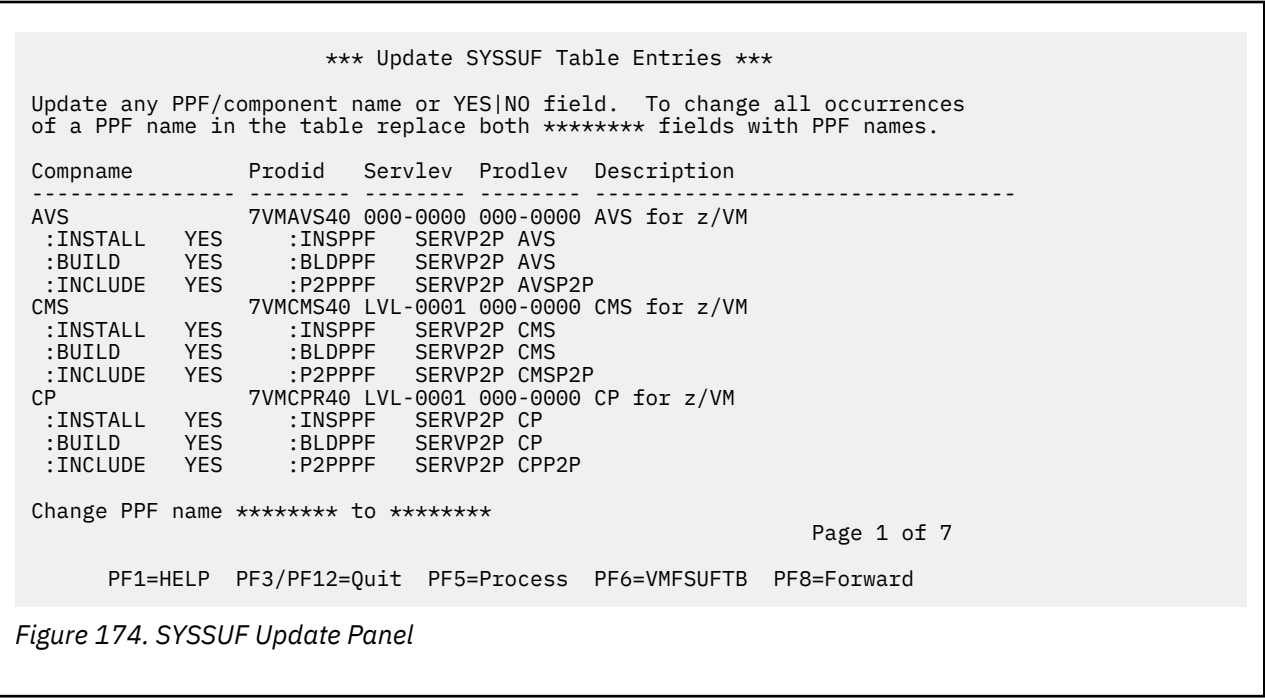 *** Update SYSSUF Table Entries ***
Update any PPF/component name or YES|NO field.  To change all occurrences
of a PPF name in the table replace both ******** fields with PPF names.
Compname         Prodid   Servlev  Prodlev  Description
---------------- -------- -------- -------- ---------------------------------
AVS              7VMAVS40 000-0000 000-0000 AVS for z/VM
 :INSTALL   YES     :INSPPF   SERVP2P AVS
 :BUILD     YES     :BLDPPF   SERVP2P AVS
 :INCLUDE   YES     :P2PPPF   SERVP2P AVSP2P
CMS              7VMCMS40 LVL-0001 000-0000 CMS for z/VM
 :INSTALL   YES     :INSPPF   SERVP2P CMS
 :BUILD     YES     :BLDPPF   SERVP2P CMS
 :INCLUDE   YES     :P2PPPF   SERVP2P CMSP2P
CP               7VMCPR40 LVL-0001 000-0000 CP for z/VM
 :INSTALL   YES     :INSPPF   SERVP2P CP
 :BUILD     YES     :BLDPPF   SERVP2P CP
 :INCLUDE   YES     :P2PPPF   SERVP2P CPP2P
Change PPF name ******** to ********
Page 1 of 7
PF1=HELP  PF3/PF12=Quit  PF5=Process  PF6=VMFSUFTB  PF8=Forward
Figure 174. SYSSUF Update Panel